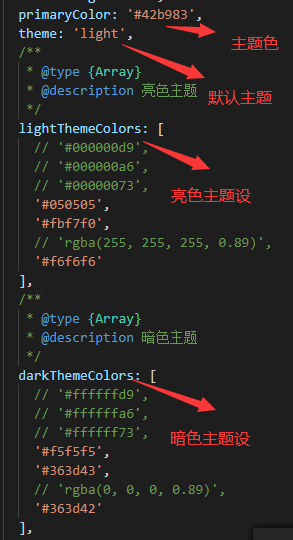 primaryColor: '#42b983',
主题色
theme: 'light',
/**
* @type {Array}
默认主题
* @description 亮色主题
*/
lightThemeColors: [
// '#000000d9',
// '#000000a6',
亮色主题设
// '#00000073',
'#050505',
'#fbf7f0',
// 'rgba(255, 255, 255, 0.89)',
'#f6f6f6'
],
/**
* @type {Array}
* @description 暗色主题
*/
darkThemeColors: [
// '#ffffffd9',
// '#ffffffa6',
// '#ffffff73',
暗色主题设
'#f5f5f5',
'#363d43',
// 'rgba(0, 0, 0, 0.89)',
'#363d42'
],